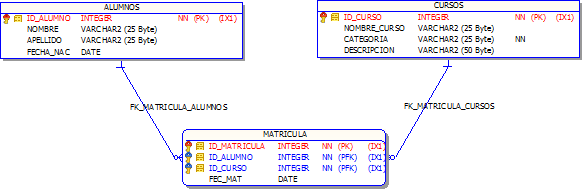 ALUMNOS
ID_ALUMNO INTEGER NN (PK) (IX1)
NOMBRE VARCHAR2 (25 Byte)
APELLIDO VARCHAR2 (25 Byte)
FECHA_NAC DATE
CURSOS
ID_CURSO INTEGER NN (PK) (IX1)
NOMBRE_CURSO VARCHAR2 (25 Byte)
CATEGORIA VARCHAR2 (25 Byte) NN
DESCRIPCION VARCHAR2 (50 Byte)
FK_MATRICULA_ALUMNOS
FK_MATRICULA_CURSOS
MATRICULA
ID_MATRICULA INTEGER NN (PK) (IX1)
ID_ALUMNO INTEGER NN (PFK) (IX1)
ID_CURSO INTEGER NN (PFK) (IX1)
FEC_MAT DATE